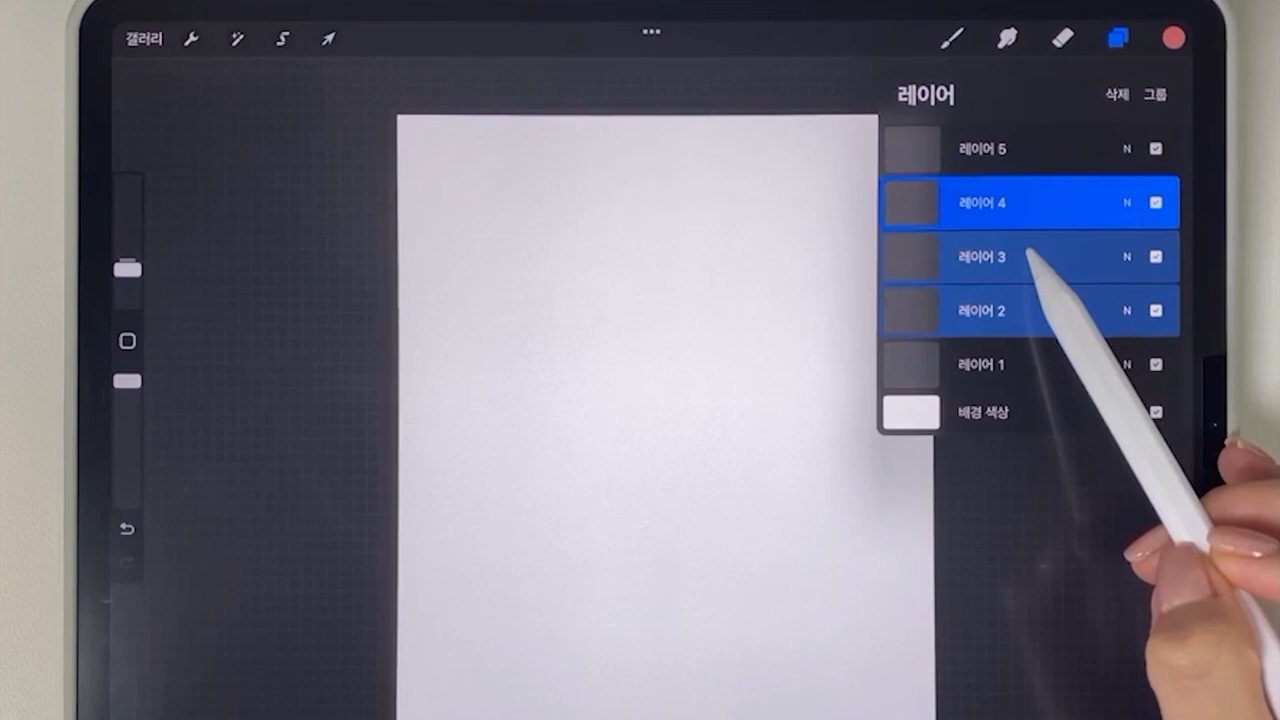 갤러리
레이어 삭제 그룹
레이어 5 N
레이어 4 N
레이어 3 N
레이어 2 N
레이어 1 N
배경 색상